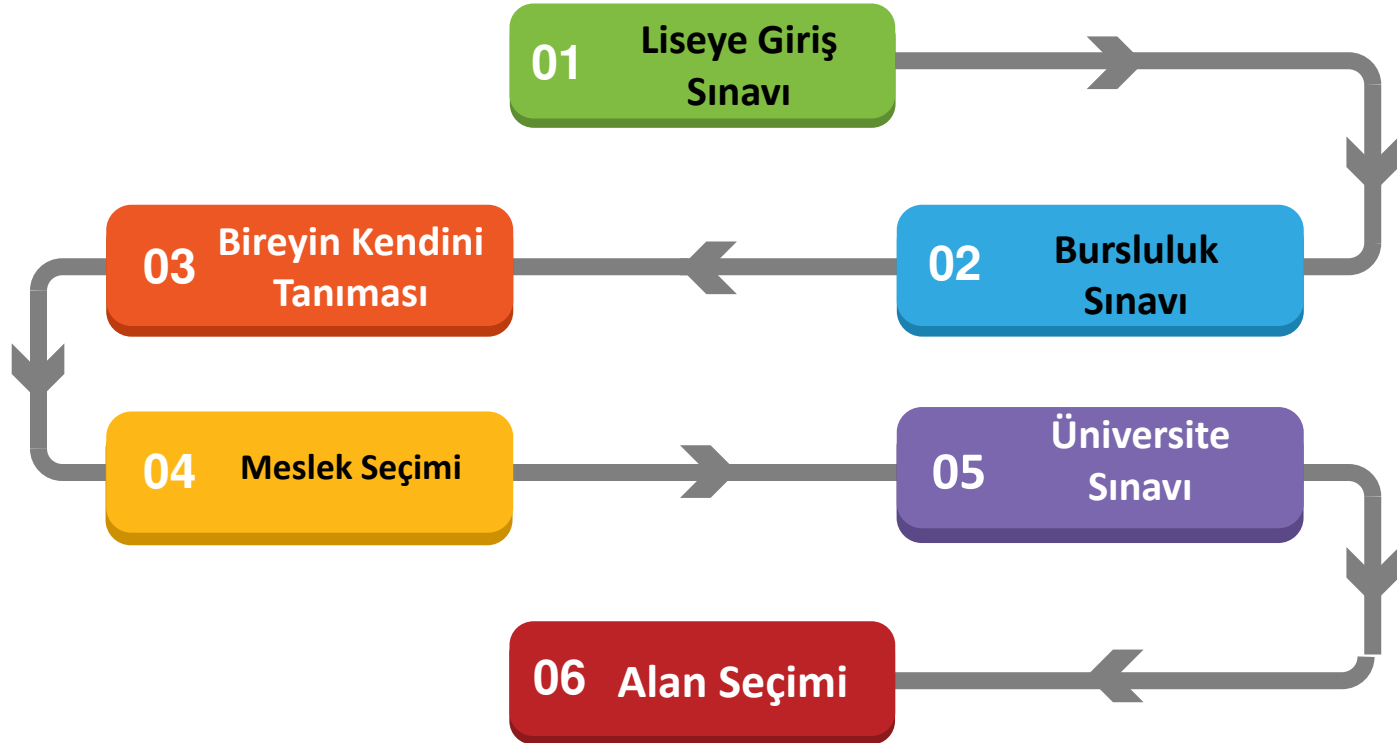 01 Liseye Giriş
Sınavı
02 Bursluluk
Sınavı
03 Bireyin Kendini
Tanıması
04 Meslek Seçimi
05 Üniversite
Sınavı
06 Alan Seçimi